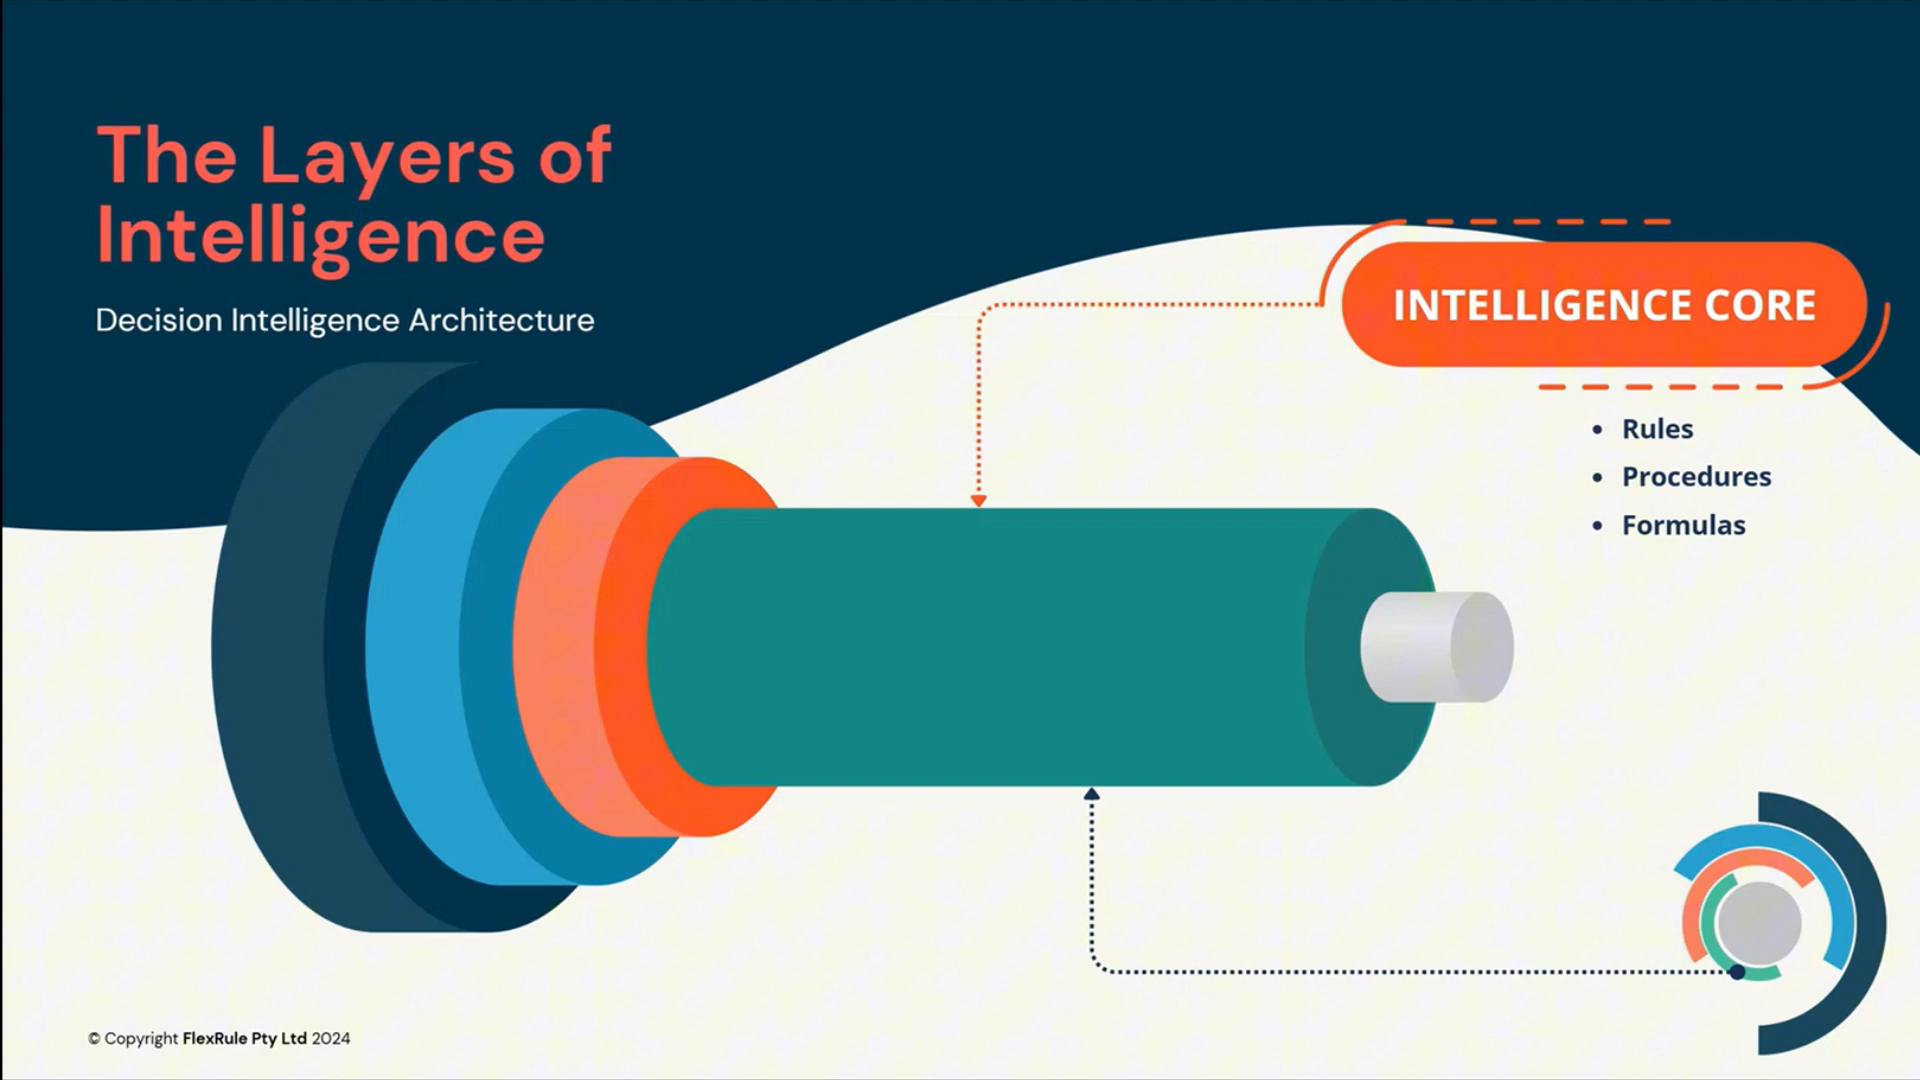 The Layers of
Intelligence
Decision Intelligence Architecture
INTELLIGENCE CORE
• Rules
• Procedures
• Formulas
© Copyright FlexRule Pty Ltd 2024